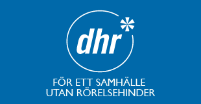 dhr
FÖR ETT SAMHÄLLE
UTAN RÖRELSEHINDER